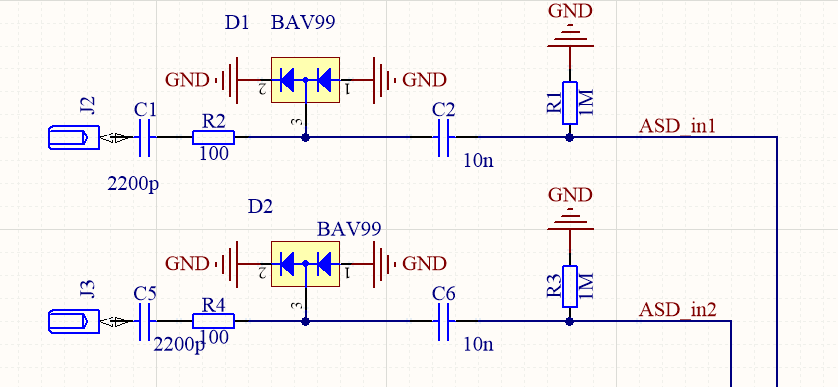 GND
D1 BAV99
GND 2 1 GND
J2 C1 R2 3 C2 R1 1M ASD_in1
100
2200p
10n
GND
D2
BAV99
GND 2 1 GND
J3 C5 R4 3 C6 R3 1M ASD_in2
2200p 100
10n